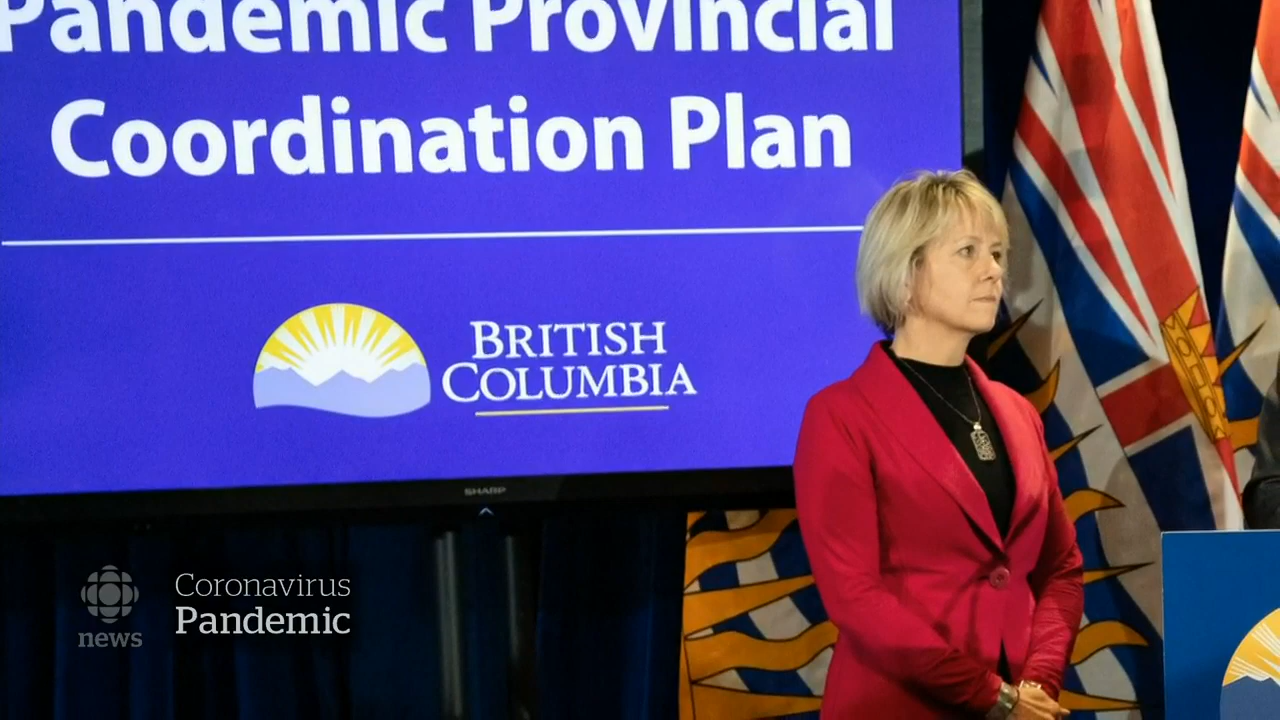 Pandemic Provincial
Coordination Plan
BRITISH
COLUMBIA
SHARP
Coronavirus
Pandemic
news